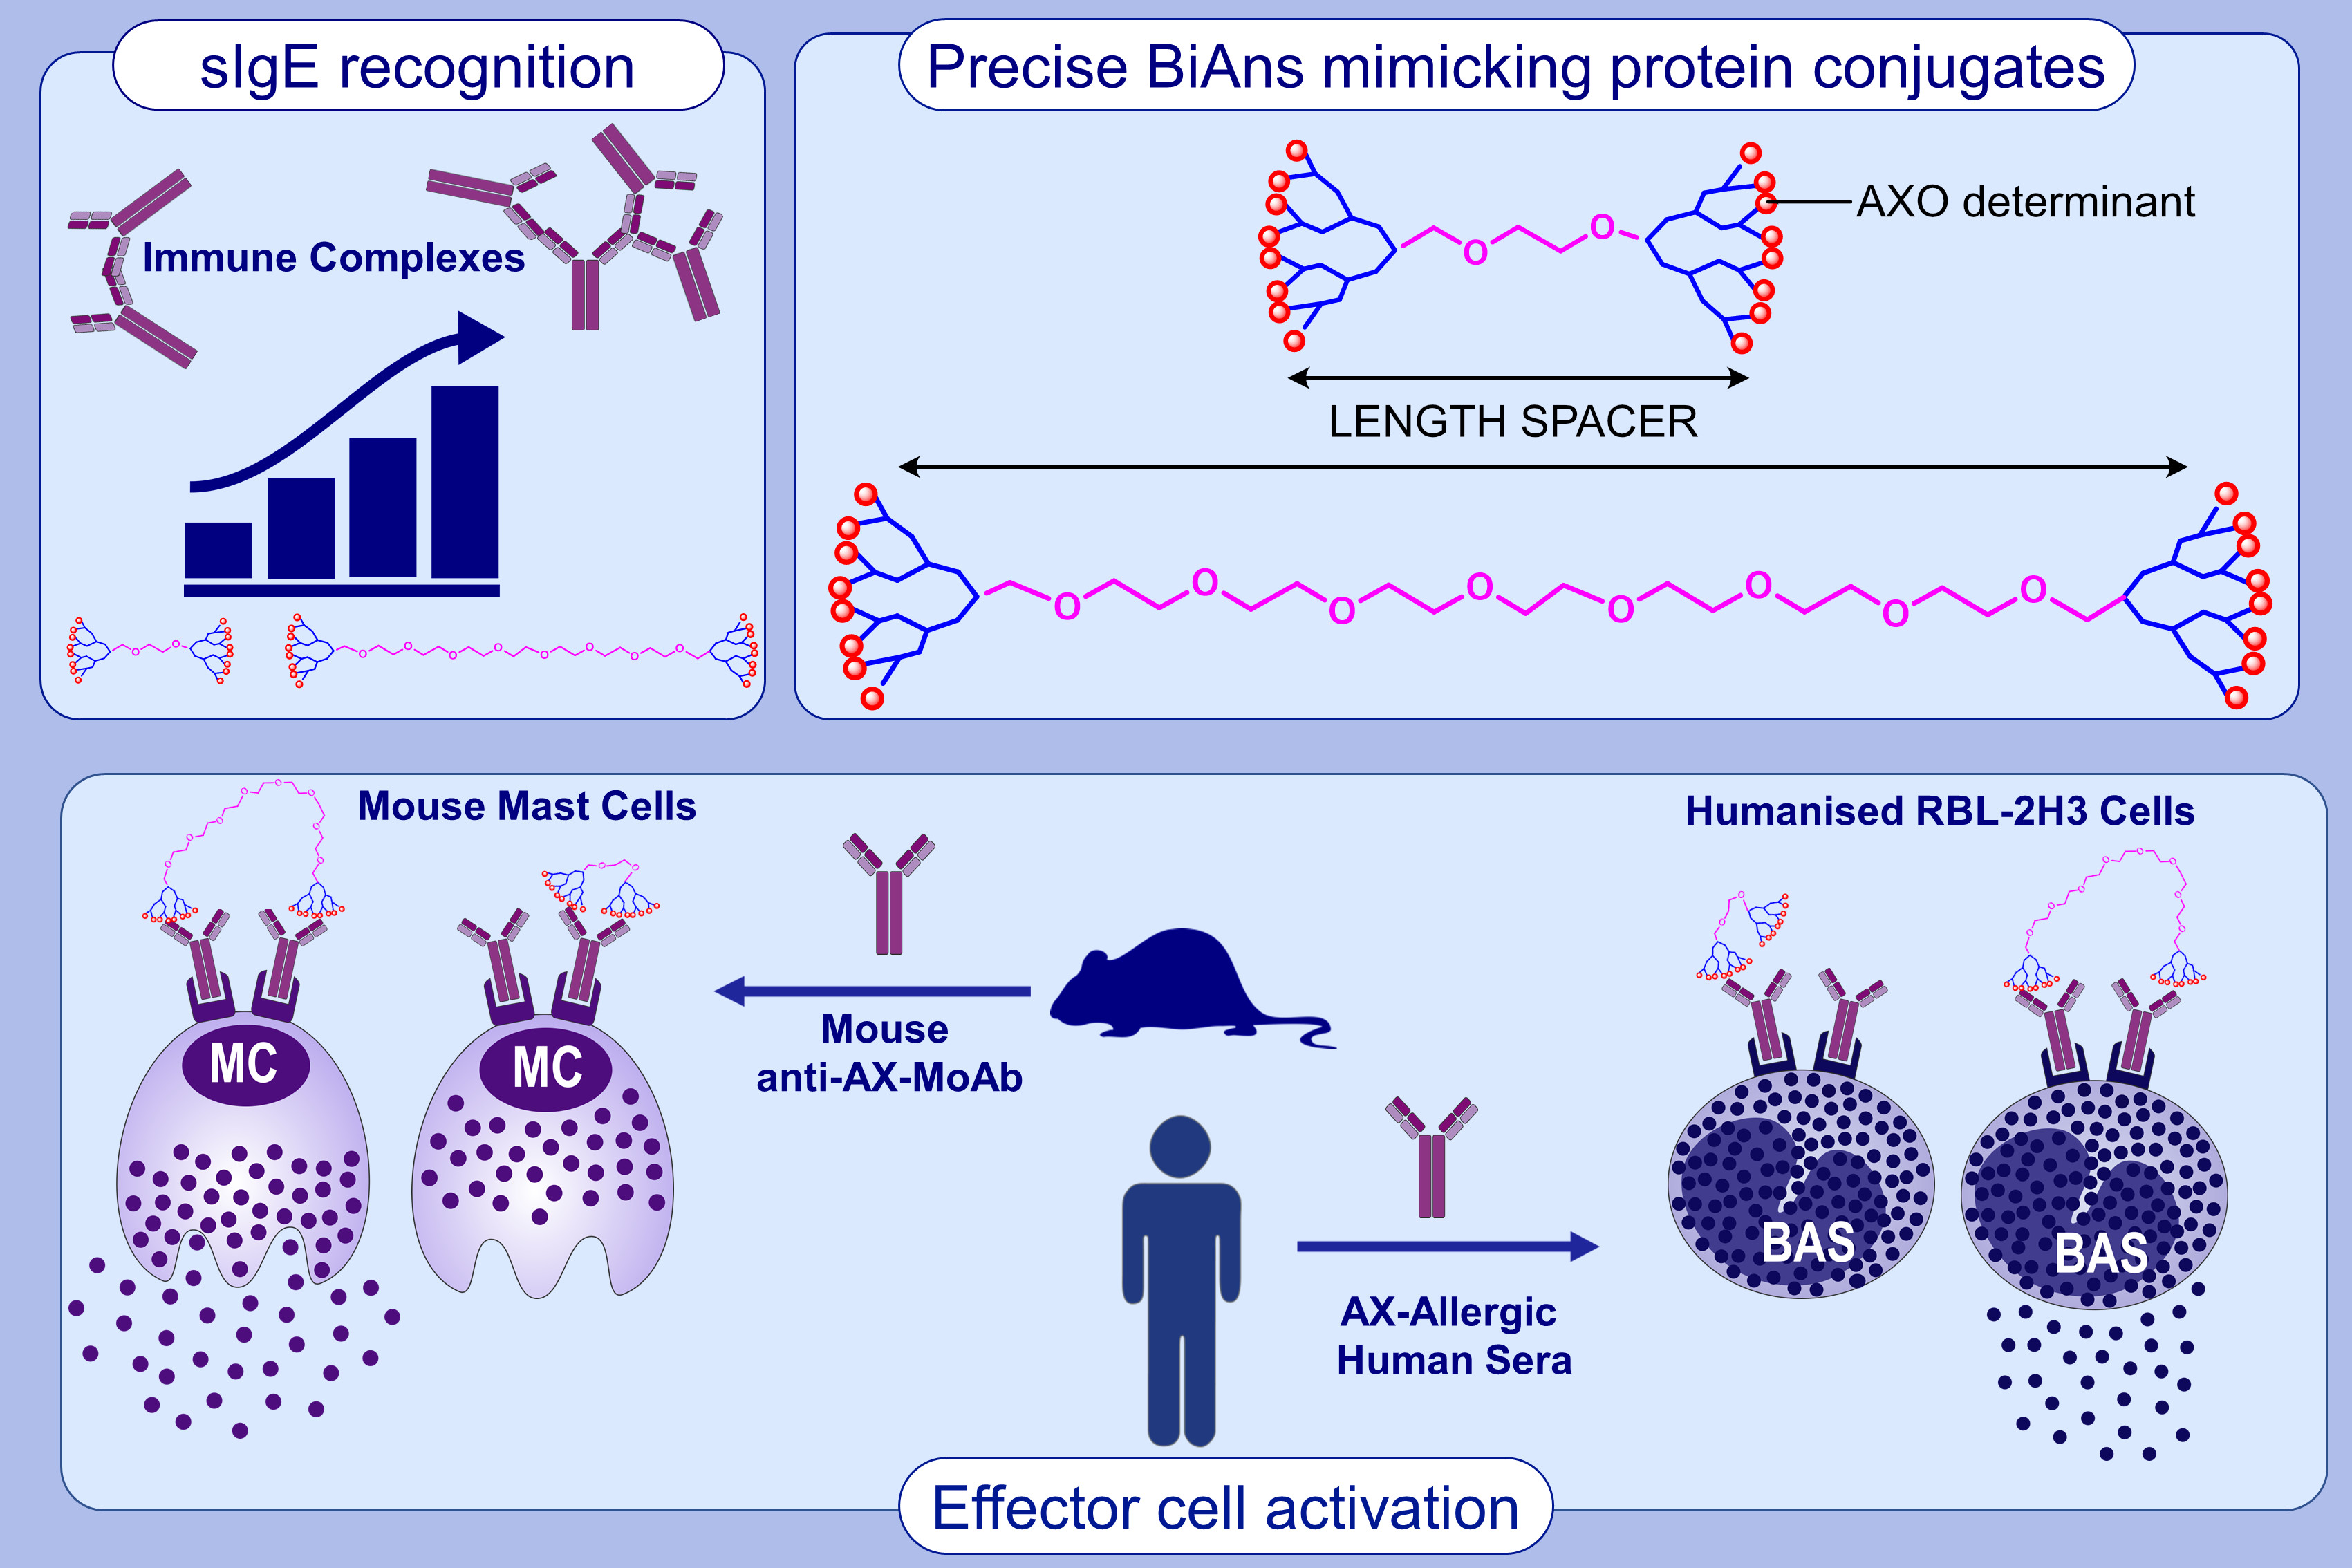 sIgE recognition
Immune Complexes
Precise BiAns mimicking protein conjugates
AXO determinant
O
O
LENGTH SPACER
O
O
O
O
O
O
O
O
Mouse Mast Cells
MC
MC
Mouse
anti-AX-MoAb
AX-Allergic
Human Sera
Humanised RBL-2H3 Cells
BAS
BAS
Effector cell activation